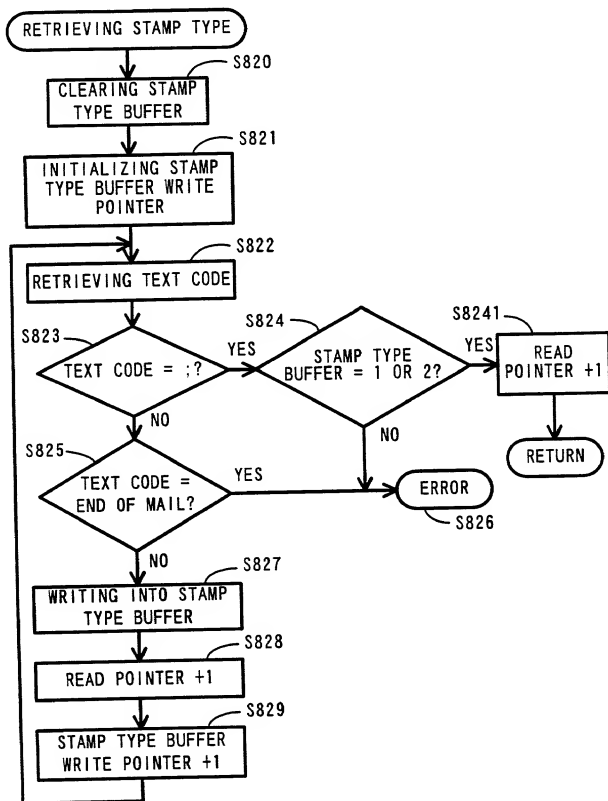 RETRIEVING STAMP TYPE
S820
CLEARING STAMP
TYPE BUFFER
S821
INITIALIZING STAMP
TYPE BUFFER WRITE
POINTER
S822
RETRIEVING TEXT CODE
S823
TEXT CODE = ;?
YES
NO
S824
STAMP TYPE
BUFFER = 1 OR 2?
YES
NO
S8241
READ
POINTER +1
RETURN
S825
TEXT CODE =
END OF MAIL?
YES
NO
ERROR
S826
S827
WRITING INTO STAMP
TYPE BUFFER
S828
READ POINTER +1
S829
STAMP TYPE BUFFER
WRITE POINTER +1